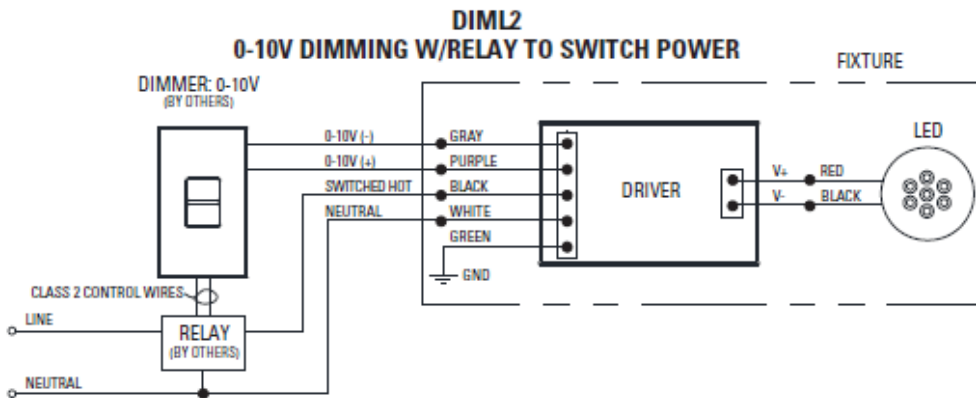 DIML2
0-10V DIMMING W/RELAY TO SWITCH POWER
FIXTURE
DIMMER: 0-10V
(BY OTHERS)
LED
0-10V (-)
GRAY
0-10V (+)
PURPLE
SWITCHED HOT
BLACK
NEUTRAL
WHITE
GREEN
GND
DRIVER
V+
RED
V-
BLACK
CLASS 2 CONTROL WIRES
LINE
RELAY
(BY OTHERS)
NEUTRAL